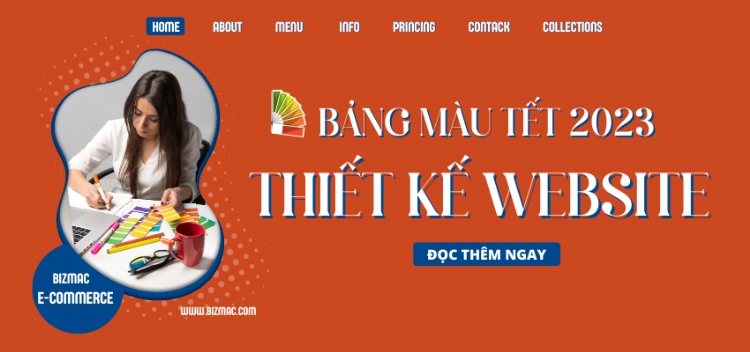 HOME ABOUT MENU INFO PRINCING CONTACK COLLECTIONS
BẢNG MÀU TẾT 2023
THIẾT KẾ WEBSITE
ĐỌC THÊM NGAY
BIZMAC
E-COMMERCE
WWW.BIZMAC.COM